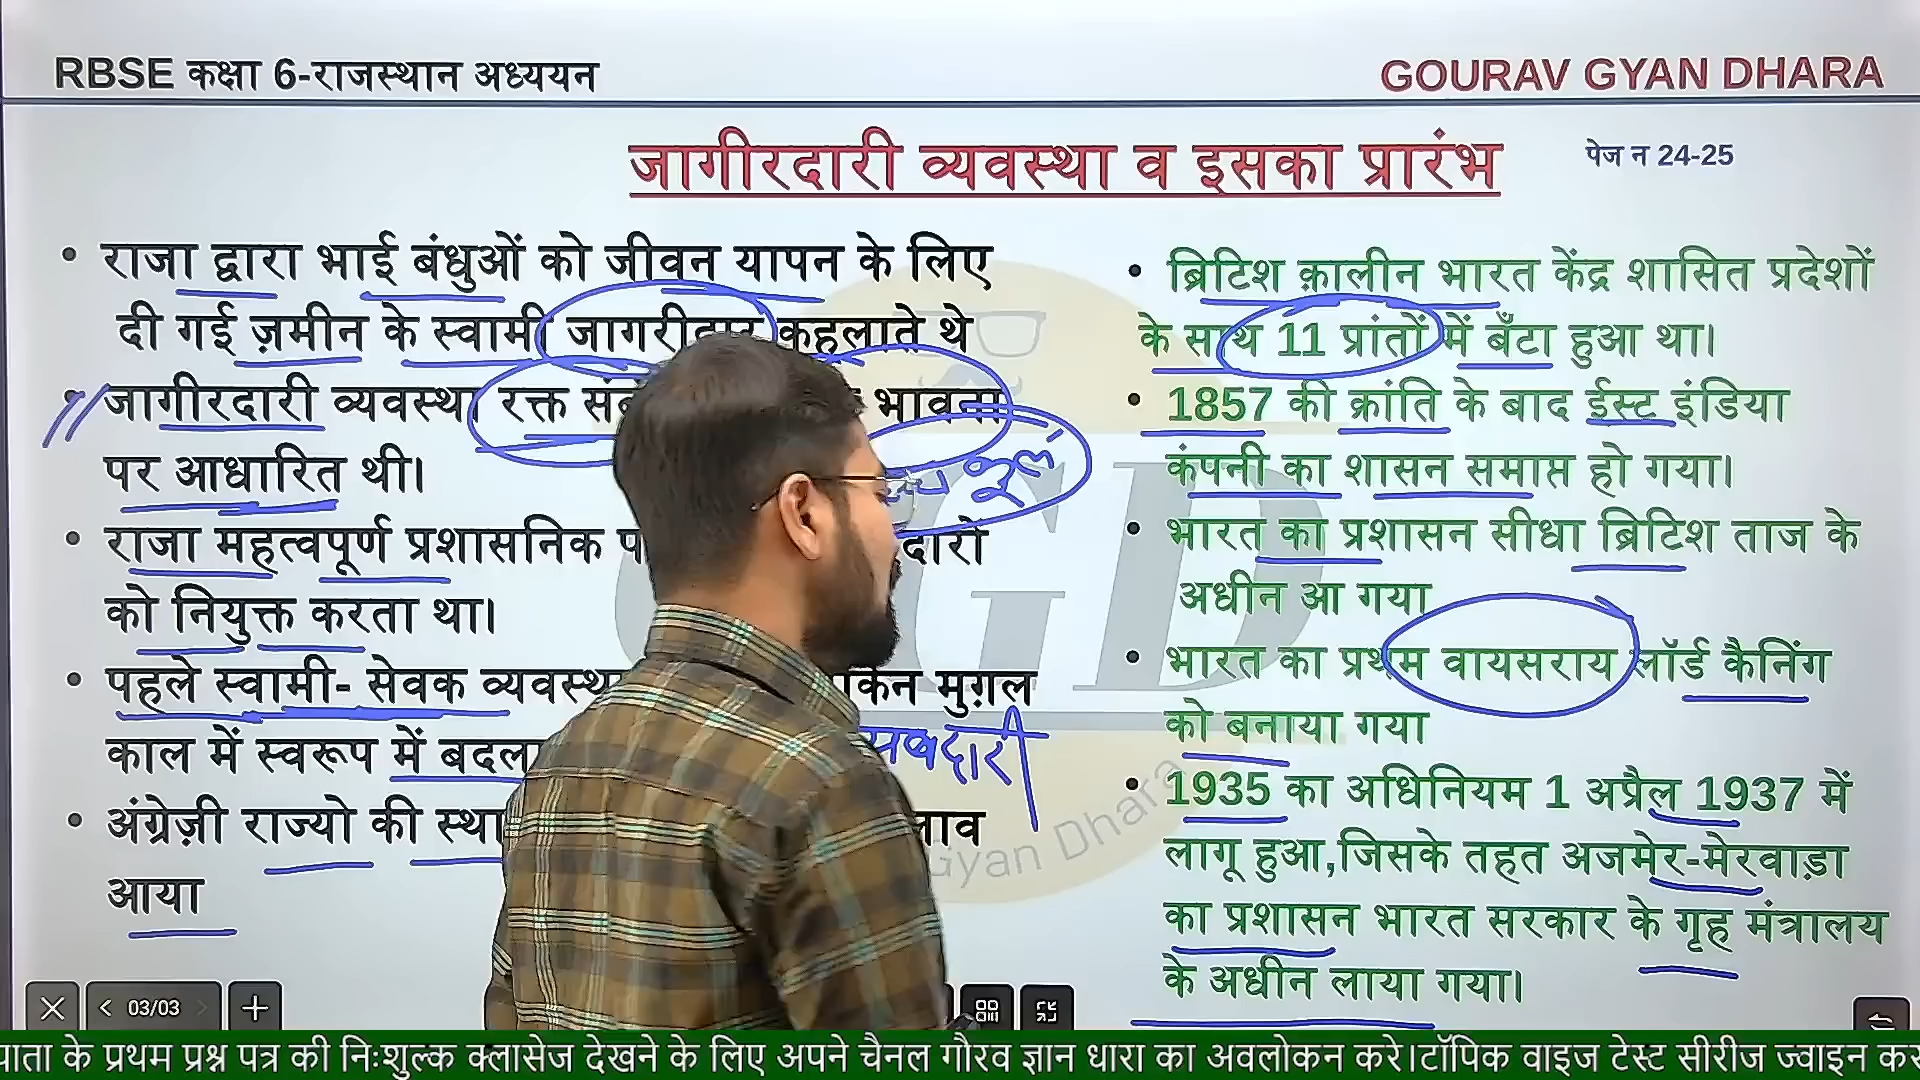 RBSE कक्षा 6-राजस्थान अध्ययन
GOURAV GYAN DHARA
जागीरदारी व्यवस्था व इसका प्रारंभ
पेज न 24-25
• राजा द्वारा भाई बंधुओं को जीवन यापन के लिए
दी गई ज़मीन के स्वामी जागरीदार कहलाते थे
• जागीरदारी व्यवस्था रक्त भावना
पर आधारित थी।
• राजा महत्वपूर्ण प्रशासनिक
को नियुक्त करता था।
• पहले स्वामी- सेवक मुग़ल
काल में स्वरूप में
• अंग्रेज़ी राज्यो की
आया
• ब्रिटिश क़ालीन भारत केंद्र शासित प्रदेशों
के साथ 11 प्रांतों में बँटा हुआ था।
• 1857 की क्रांति के बाद ईस्ट इंडिया
कंपनी का शासन समाप्त हो गया।
• भारत का प्रशासन सीधा ब्रिटिश ताज के
अधीन आ गया
• भारत का प्रथम वायसराय लॉर्ड कैनिंग
को बनाया गया
• 1935 का अधिनियम 1 अप्रैल 1937 में
लागू हुआ,जिसके तहत अजमेर-मेरवाड़ा
का प्रशासन भारत सरकार के गृह मंत्रालय
के अधीन लाया गया।
Gyan Dhara
03/03
के प्रथम प्रश्न पत्र की निःशुल्क क्लासेज देखने के लिए अपने चैनल गौरव ज्ञान धारा का अवलोकन करे।टॉपिक वाइज टेस्ट सीरीज ज्वाइन